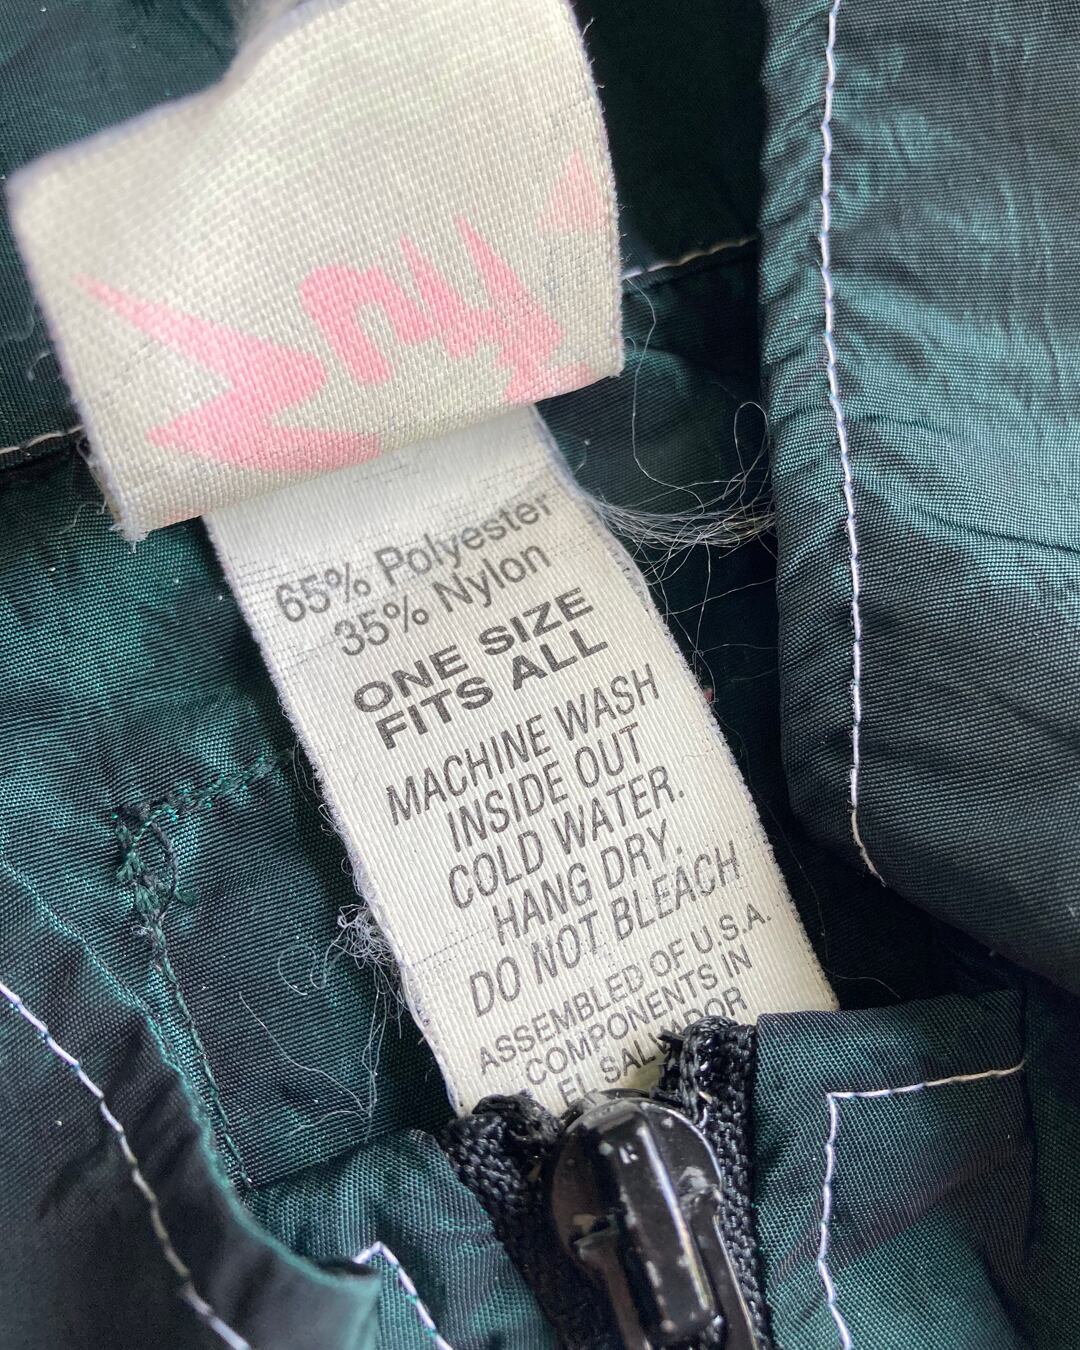 65% Polyester
35% Nylon
ONE SIZE
FITS ALL
MACHINE WASH
INSIDE OUT
COLD WATER.
HANG DRY.
DO NOT BLEACH
ASSEMBLED OF U.S.A.
COMPONENTS IN
EL SALVADOR